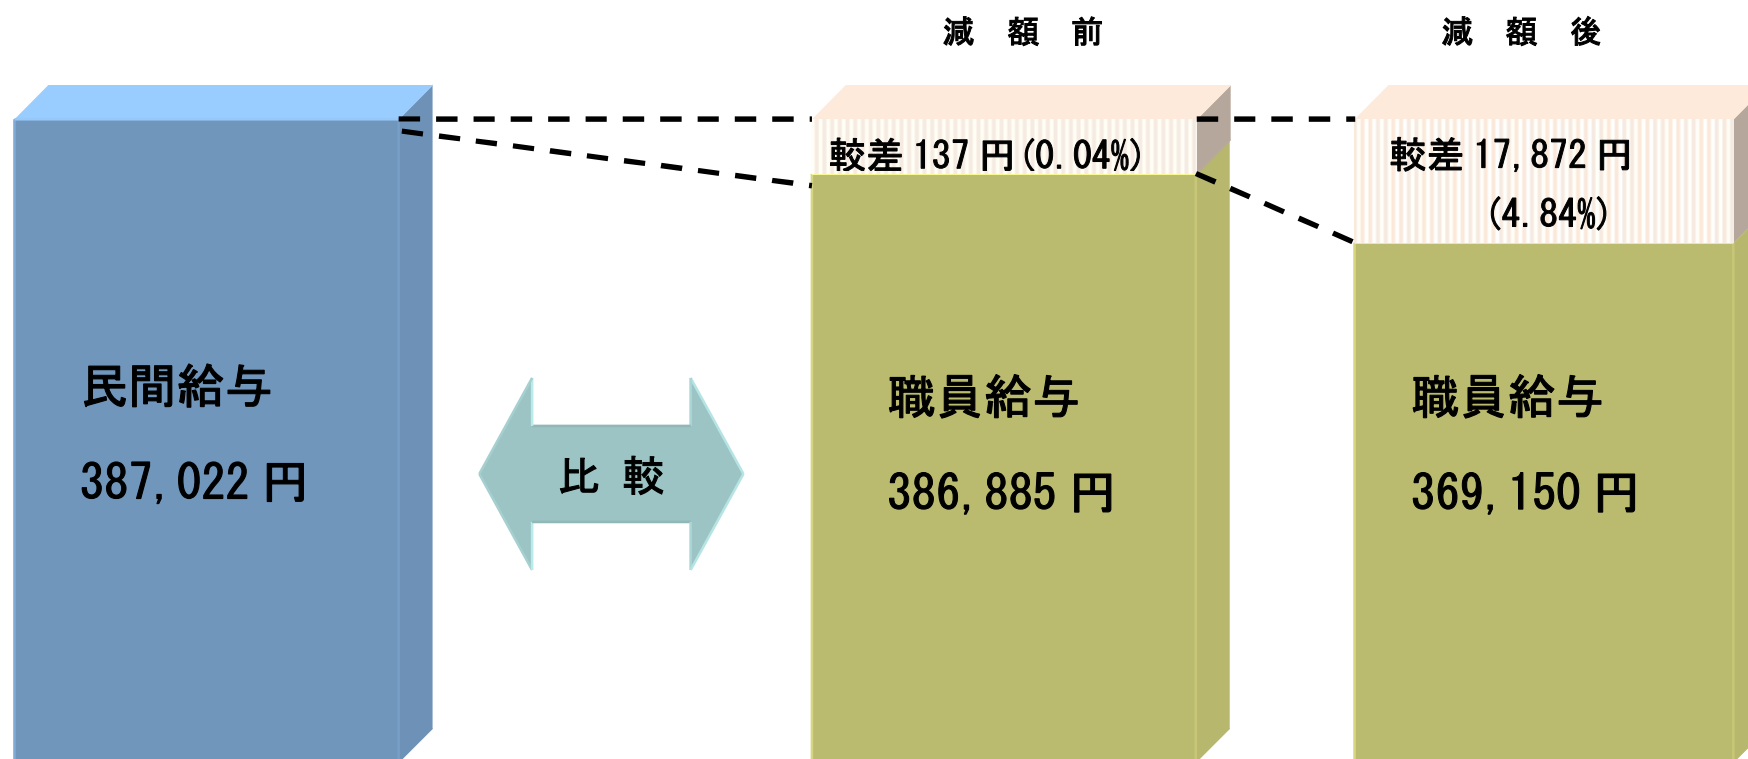 減 額 前
減 額 後
較差 137 円(0.04%)
較差 17,872 円
(4.84%)
民間給与
387,022 円
比 較
職員給与
386,885 円
職員給与
369,150 円